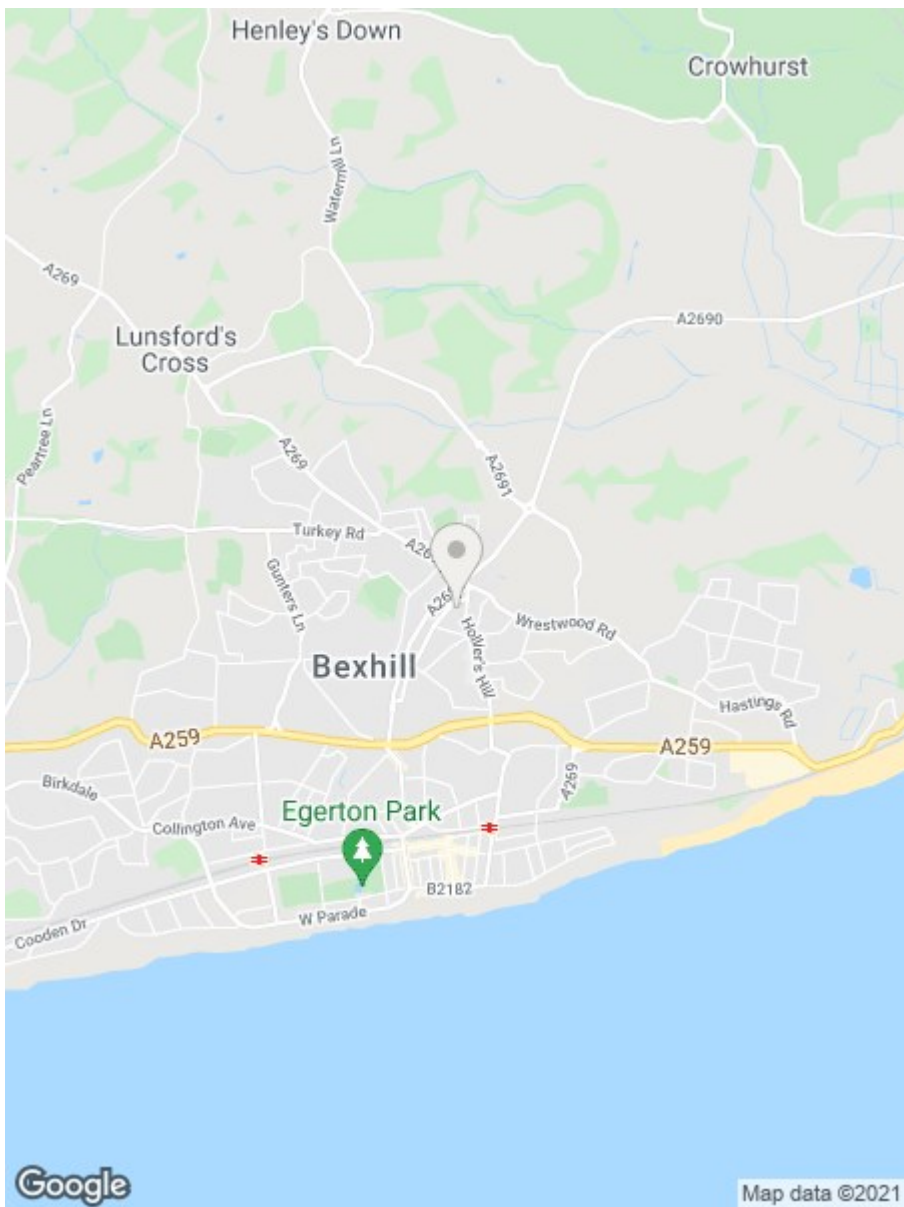 Henley's Down
Crowhurst
Watermill Ln
A269
A2690
Lunsford's
Cross
Peartree Ln
A269
A2691
Turkey Rd
Gunters Ln
Wrestwood Rd
Holliers Hill
Bexhill
Hastings Rd
A259
A259
Birkdale
A269
Egerton Park
Collington Ave
B2182
W Parade
Cooden Dr
Google
Map data ©2021